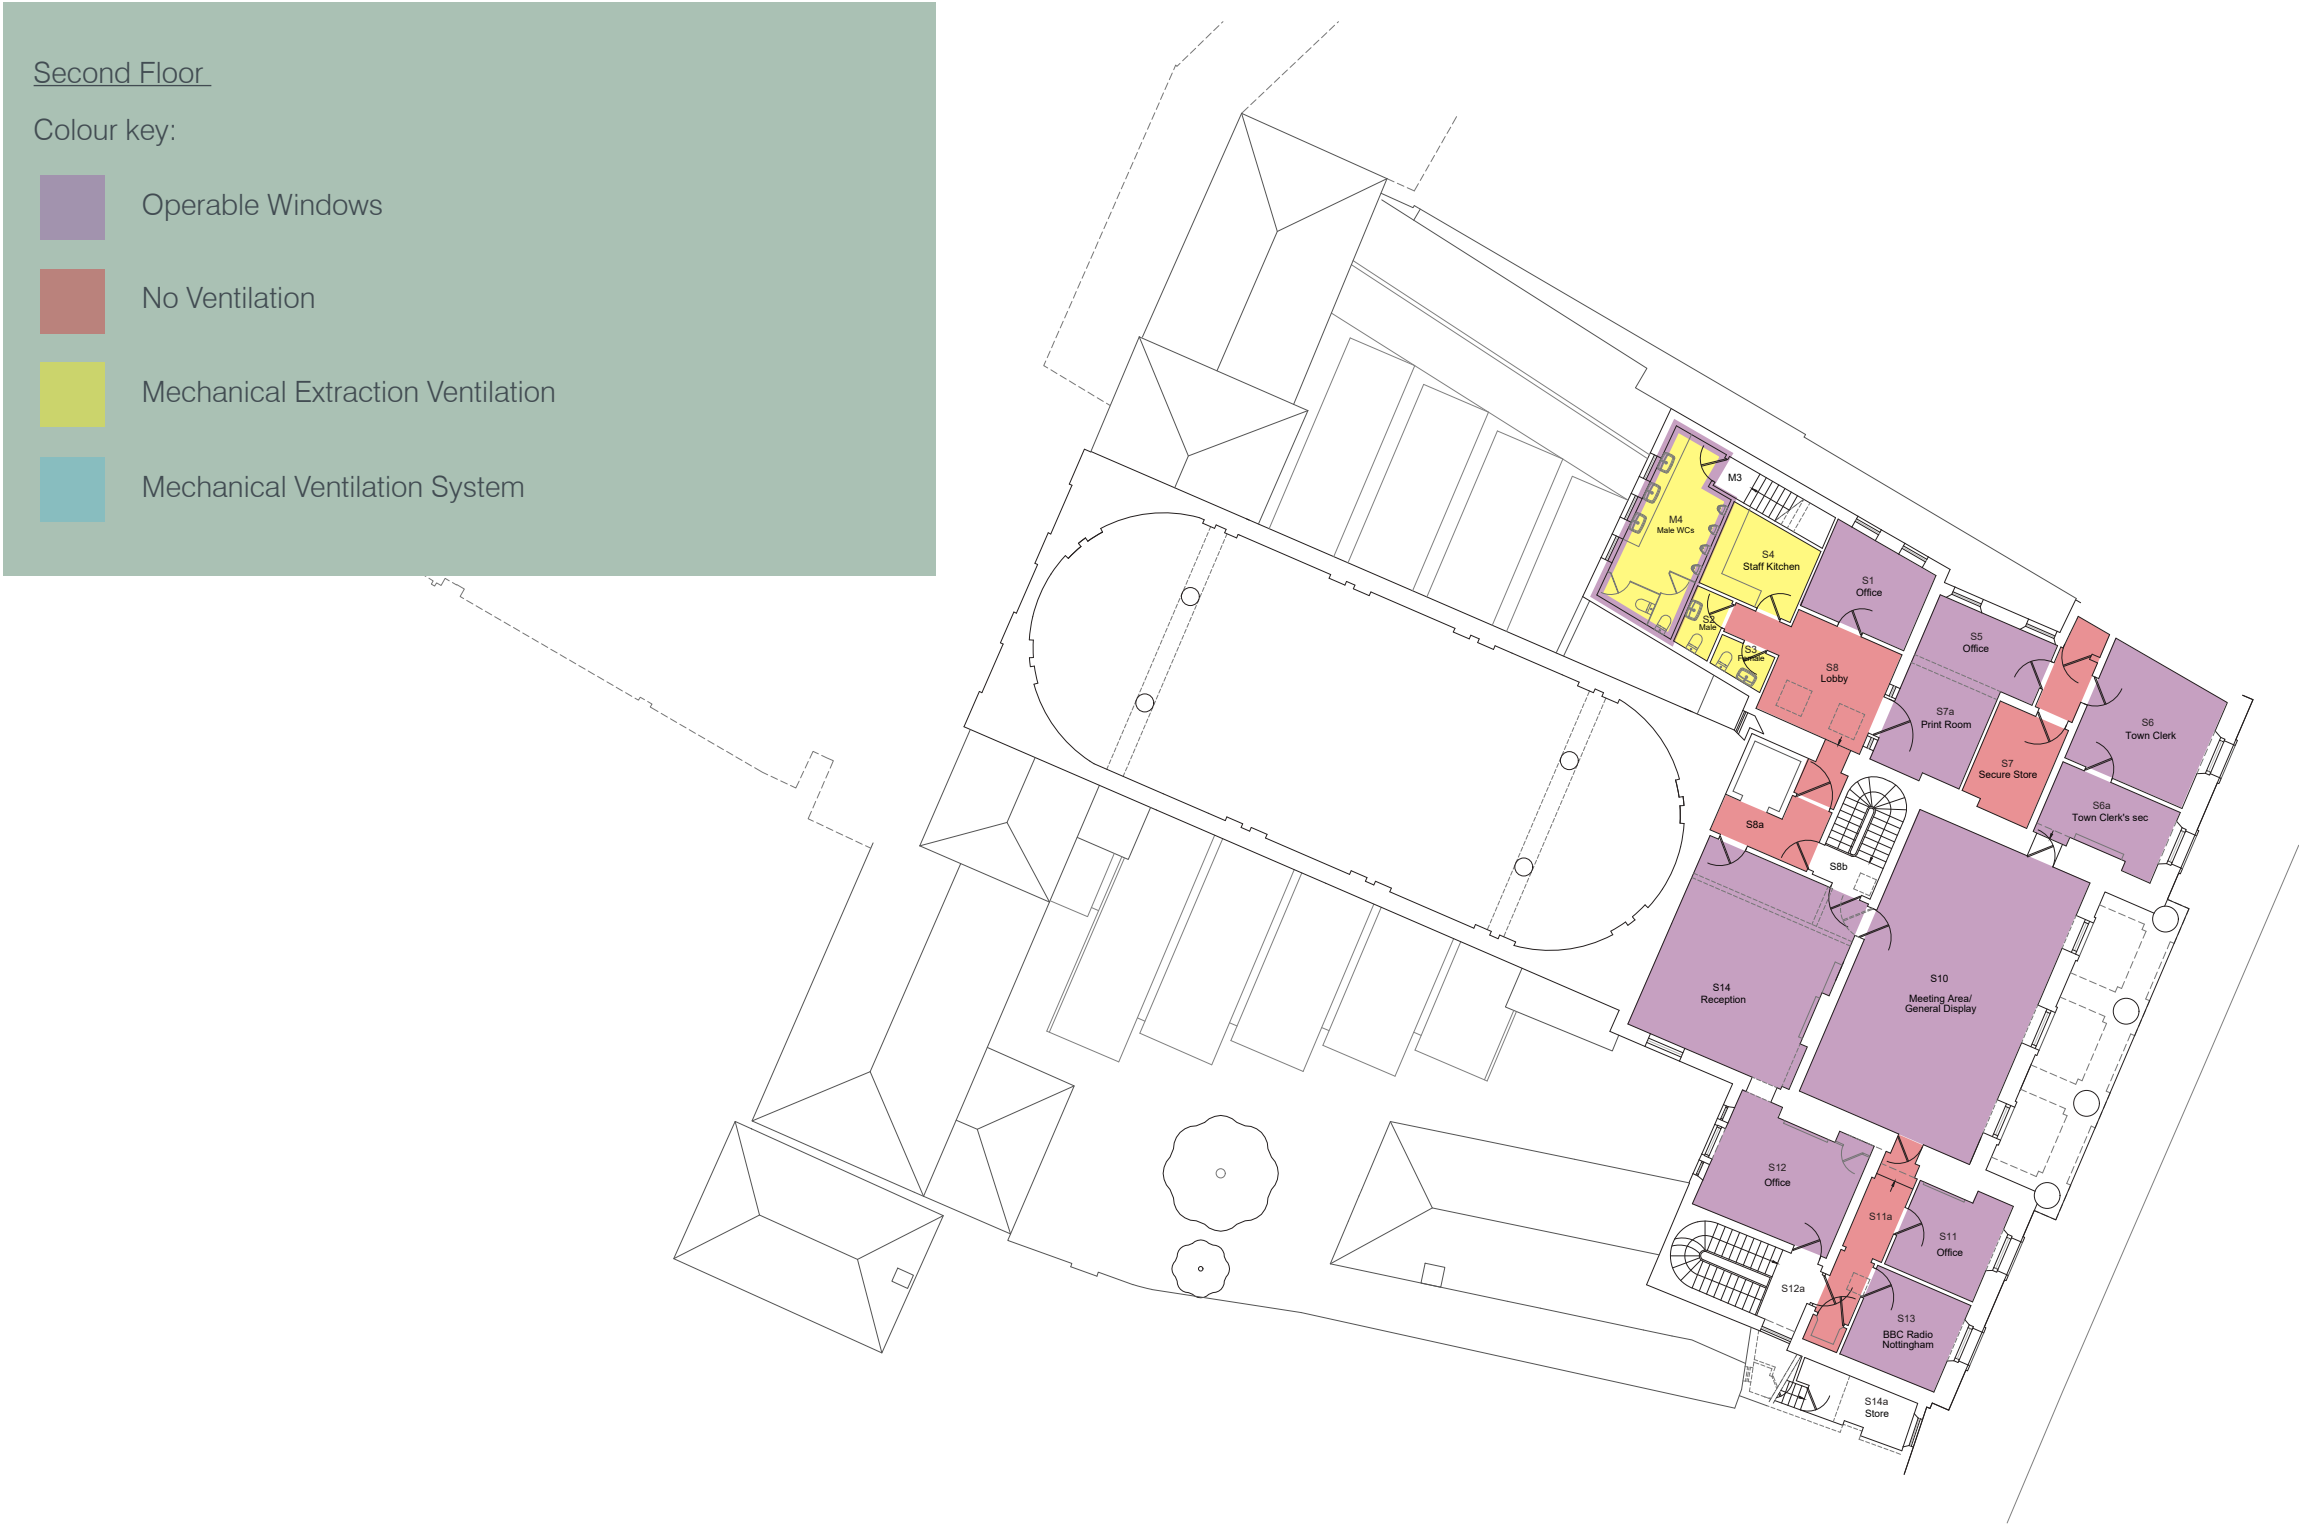 Second Floor
Colour key:
Operable Windows
No Ventilation
Mechanical Extraction Ventilation
Mechanical Ventilation System
M3
M4
Male WCs
S4
Staff Kitchen
S1
Office
S2
Male
S3
Female
S8
Lobby
S5
Office
S7a
Print Room
S6
Town Clerk
S7
Secure Store
S6a
Town Clerk's sec
S8a
S8b
S14
Reception
S10
Meeting Area/
General Display
S12
Office
S11a
S11
Office
S12a
S13
BBC Radio
Nottingham
S14a
Store